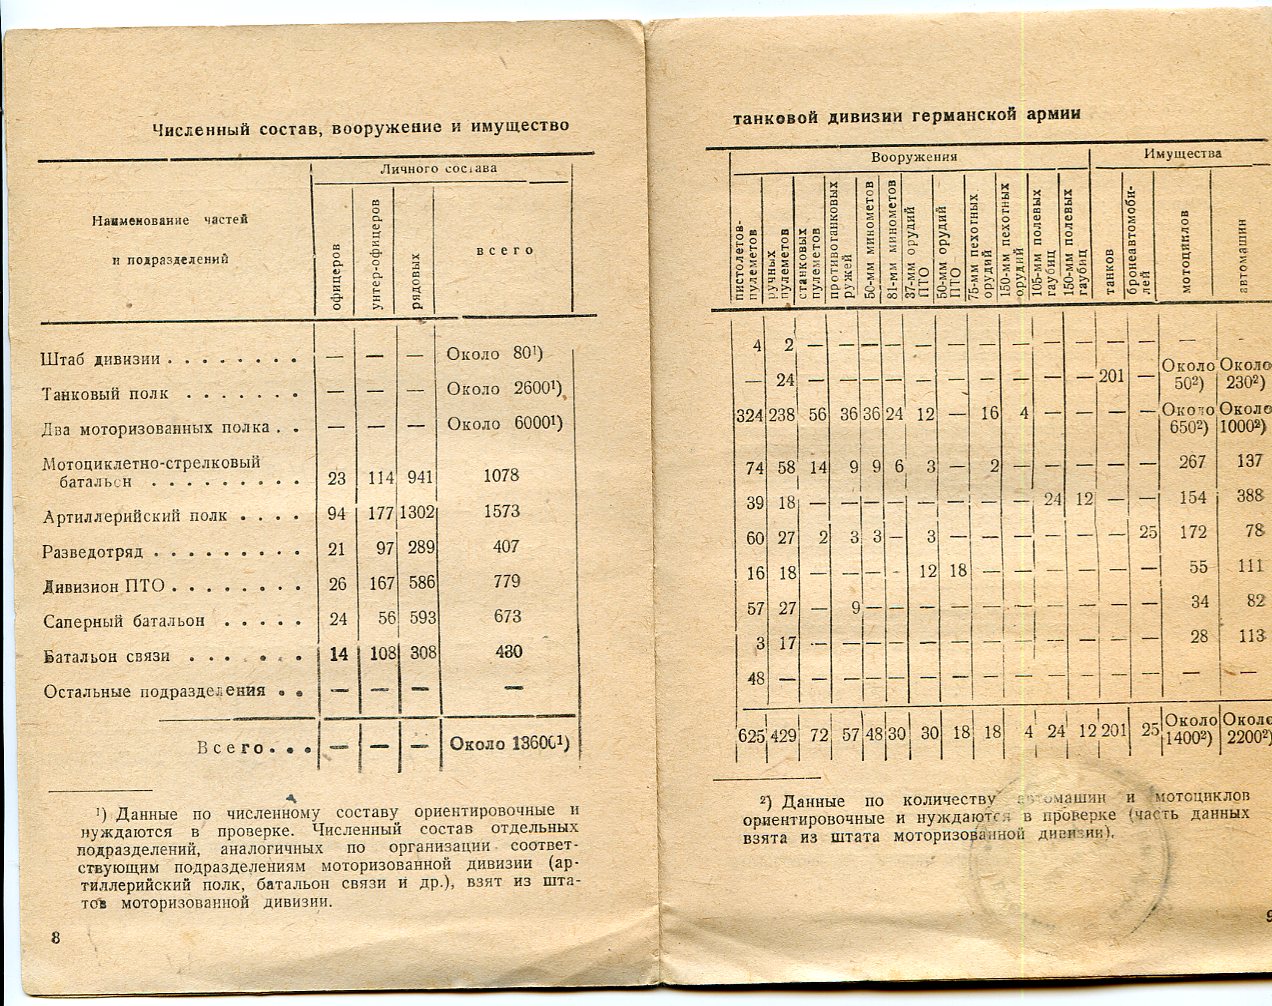 Численный состав, вооружение и имущество
Наименование частей
и подразделений
Личного состава
офицеров
унтер-офицеров
рядовых
всего
Штаб дивизии . . . . . . . . — — — Около 80¹)
Танковый полк . . . . . . . — — — Около 2600¹)
Два моторизованных полка . . — — — Около 6000¹)
Мотоциклетно-стрелковый
батальон . . . . . . . . . 23 114 941 1078
Артиллерийский полк . . . . 94 177 1302 1573
Разведотряд . . . . . . . . . 21 97 289 407
Дивизион ПТО . . . . . . . . 26 167 586 779
Саперный батальон . . . . . 24 56 593 673
Батальон связи . . . . . . 14 108 308 430
Остальные подразделения . . — — — —
Всего . . . — — — Около 13600¹)
¹) Данные по численному составу ориентировочные и
нуждаются в проверке. Численный состав отдельных
подразделений, аналогичных по организации соответ-
ствующим подразделениям моторизованной дивизии (ар-
тиллерийский полк, батальон связи и др.), взят из шта-
тов моторизованной дивизии.
8
танковой дивизии германской армии
Вооружения
Имущества
пистолетов-
пулеметов
ручных
пулеметов
станковых
пулеметов
противотанковых
ружей
50-мм минометов
81-мм минометов
37-мм орудий
ПТО
50-мм орудий
ПТО
75-мм пехотных
орудий
150-мм пехотных
орудий
105-мм полевых
гаубиц
150-мм полевых
гаубиц
танков
бронеавтомоби-
лей
мотоциклов
автомашин
4 2 — — — — — — — — — — — — — —
— 24 — — — — — — — — — — 201 — Около 50²) Около 230²)
324 238 56 36 36 24 12 — 16 4 — — — — Около 650²) Около 1000²)
74 58 14 9 9 6 3 — 2 — — — — — 267 137
39 18 — — — — — — — — 24 12 — — 154 388
60 27 2 3 3 — 3 — — — — — — 25 172 78
16 18 — — — — 12 18 — — — — — — 55 111
57 27 — 9 — — — — — — — — — — 34 82
3 17 — — — — — — — — — — — — 28 113
48 — — — — — — — — — — — — — — —
625 429 72 57 48 30 30 18 18 4 24 12 201 25 Около 1400²) Около 2200²)
²) Данные по количеству автомашин и мотоциклов
ориентировочные и нуждаются в проверке (часть данных
взята из штата моторизованной дивизии).
9